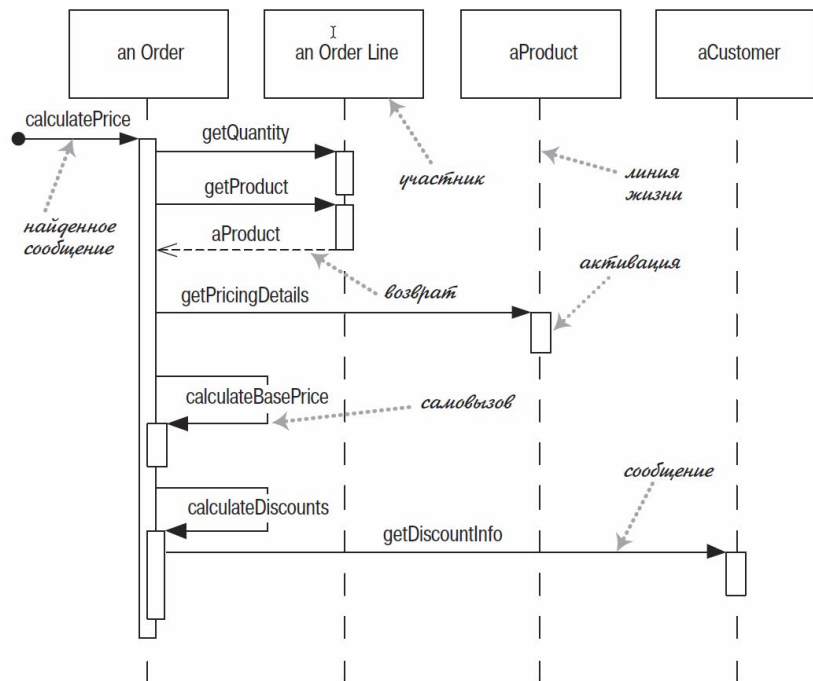 an Order
an Order Line
aProduct
aCustomer
calculatePrice
getQuantity
участник
линия
жизни
getProduct
найденное
сообщение
aProduct
возврат
активация
getPricingDetails
calculateBasePrice
самовызов
сообщение
calculateDiscounts
getDiscountInfo